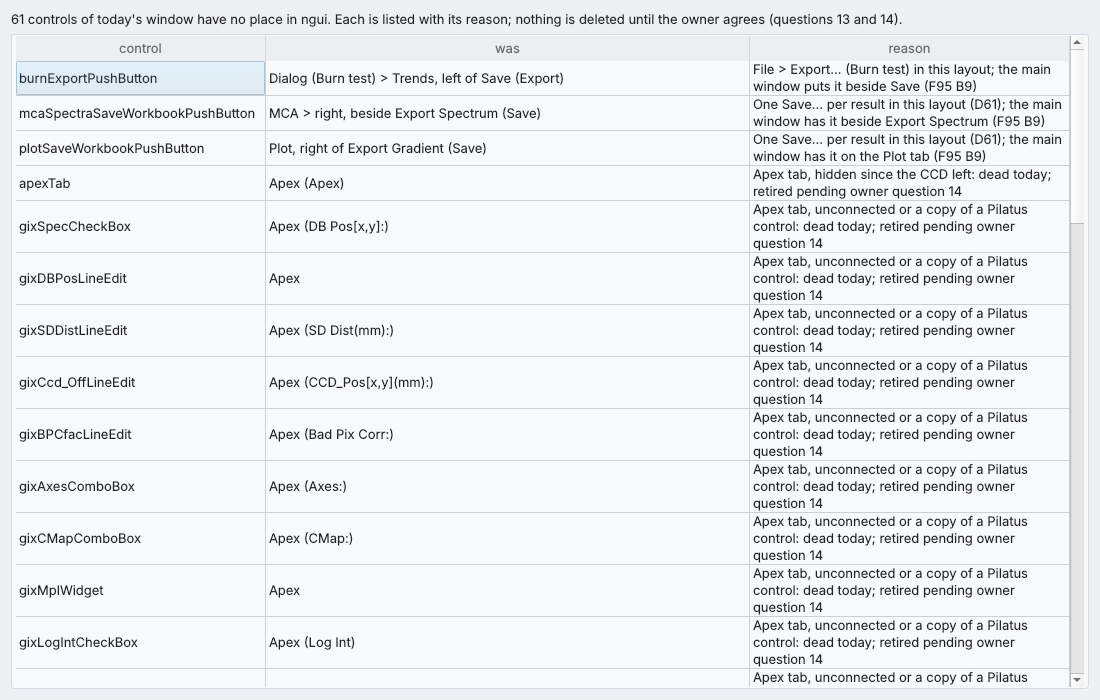 61 controls of today's window have no place in ngui. Each is listed with its reason; nothing is deleted until the owner agrees (questions 13 and 14).
control was reason
burnExportPushButton Dialog (Burn test) > Trends, left of Save (Export) File > Export... (Burn test) in this layout; the main
window puts it beside Save (F95 B9)
mcaSpectraSaveWorkbookPushButton MCA > right, beside Export Spectrum (Save) One Save... per result in this layout (D61); the main
window has it beside Export Spectrum (F95 B9)
plotSaveWorkbookPushButton Plot, right of Export Gradient (Save) One Save... per result in this layout (D61); the main
window has it on the Plot tab (F95 B9)
apexTab Apex (Apex) Apex tab, hidden since the CCD left: dead today;
retired pending owner question 14
gixSpecCheckBox Apex (DB Pos[x,y]:) Apex tab, unconnected or a copy of a Pilatus
control: dead today; retired pending owner
question 14
gixDBPosLineEdit Apex Apex tab, unconnected or a copy of a Pilatus
control: dead today; retired pending owner
question 14
gixSDDistLineEdit Apex (SD Dist(mm):) Apex tab, unconnected or a copy of a Pilatus
control: dead today; retired pending owner
question 14
gixCcd_OffLineEdit Apex (CCD_Pos[x,y](mm):) Apex tab, unconnected or a copy of a Pilatus
control: dead today; retired pending owner
question 14
gixBPCfacLineEdit Apex (Bad Pix Corr:) Apex tab, unconnected or a copy of a Pilatus
control: dead today; retired pending owner
question 14
gixAxesComboBox Apex (Axes:) Apex tab, unconnected or a copy of a Pilatus
control: dead today; retired pending owner
question 14
gixCMapComboBox Apex (CMap:) Apex tab, unconnected or a copy of a Pilatus
control: dead today; retired pending owner
question 14
gixMplWidget Apex Apex tab, unconnected or a copy of a Pilatus
control: dead today; retired pending owner
question 14
gixLogIntCheckBox Apex (Log Int) Apex tab, unconnected or a copy of a Pilatus
control: dead today; retired pending owner
question 14
Apex tab, unconnected or a copy of a Pilatus